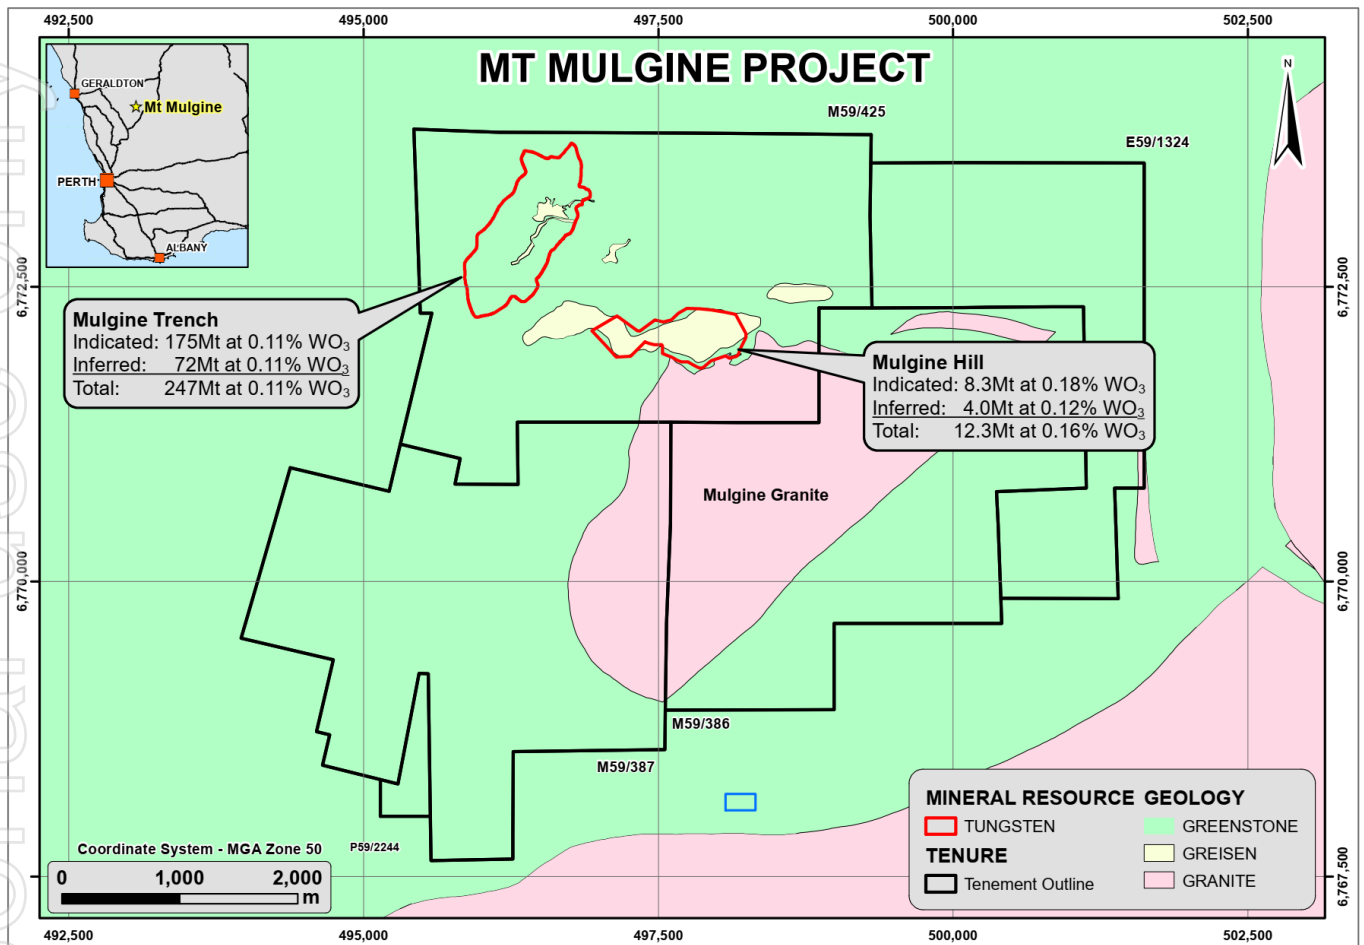 492,500 495,000 497,500 500,000 502,500
MT MULGINE PROJECT
GERALDTON
Mt Mulgine
PERTH
ALBANY
M59/425
E59/1324
N
6,772,500
6,772,500
Mulgine Trench
Indicated: 175Mt at 0.11% WO₃
Inferred: 72Mt at 0.11% WO₃
Total: 247Mt at 0.11% WO₃
Mulgine Hill
Indicated: 8.3Mt at 0.18% WO₃
Inferred: 4.0Mt at 0.12% WO₃
Total: 12.3Mt at 0.16% WO₃
Mulgine Granite
6,770,000
6,770,000
M59/386
M59/387
P59/2244
Coordinate System - MGA Zone 50
0 1,000 2,000
m
MINERAL RESOURCE
TUNGSTEN
TENURE
Tenement Outline
GEOLOGY
GREENSTONE
GREISEN
GRANITE
6,767,500
492,500 495,000 497,500 500,000 502,500